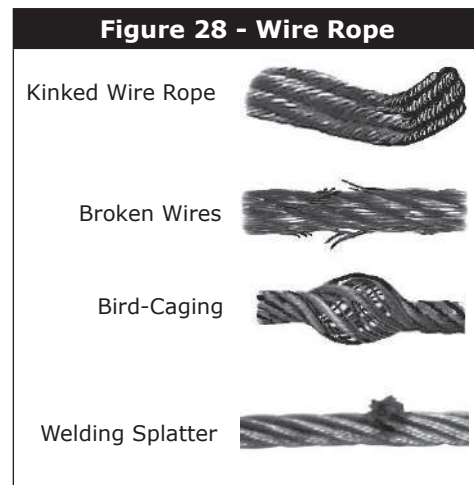 Figure 28 - Wire Rope
Kinked Wire Rope
Broken Wires
Bird-Caging
Welding Splatter